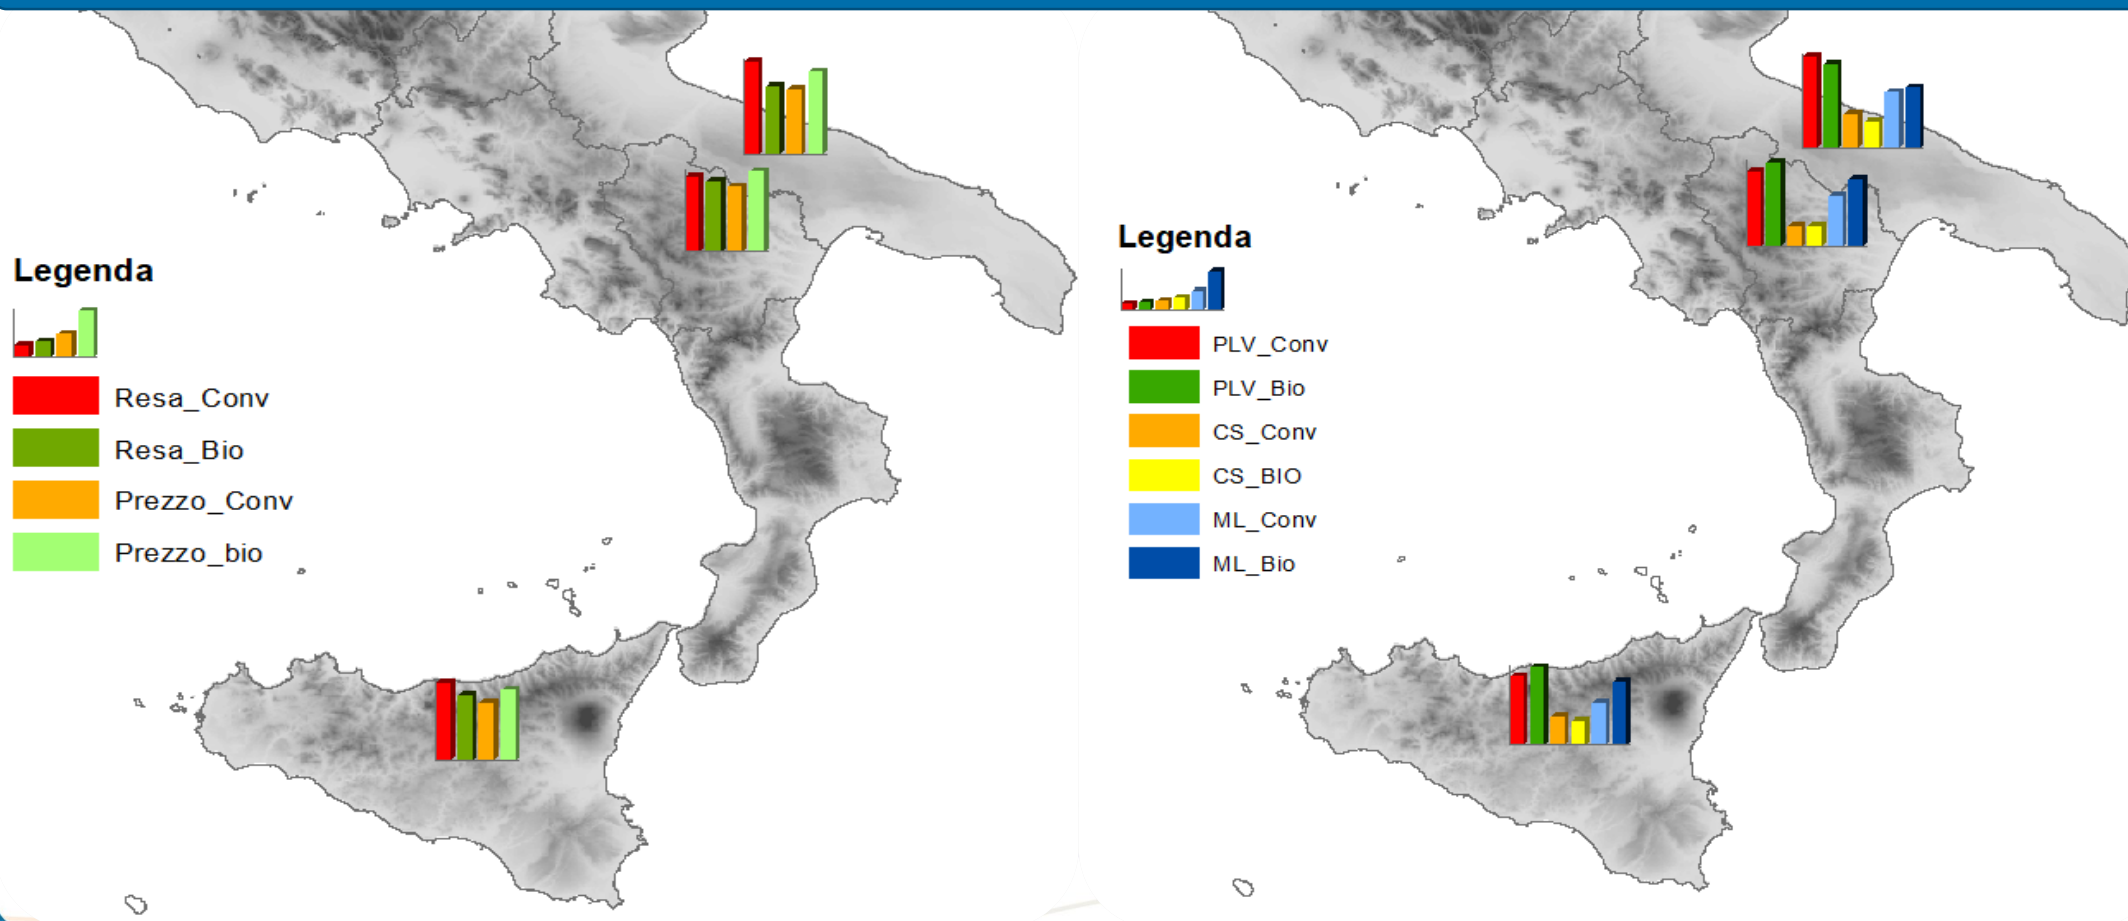 Legenda
Resa_Conv
Resa_Bio
Prezzo_Conv
Prezzo_bio
Legenda
PLV_Conv
PLV_Bio
CS_Conv
CS_BIO
ML_Conv
ML_Bio